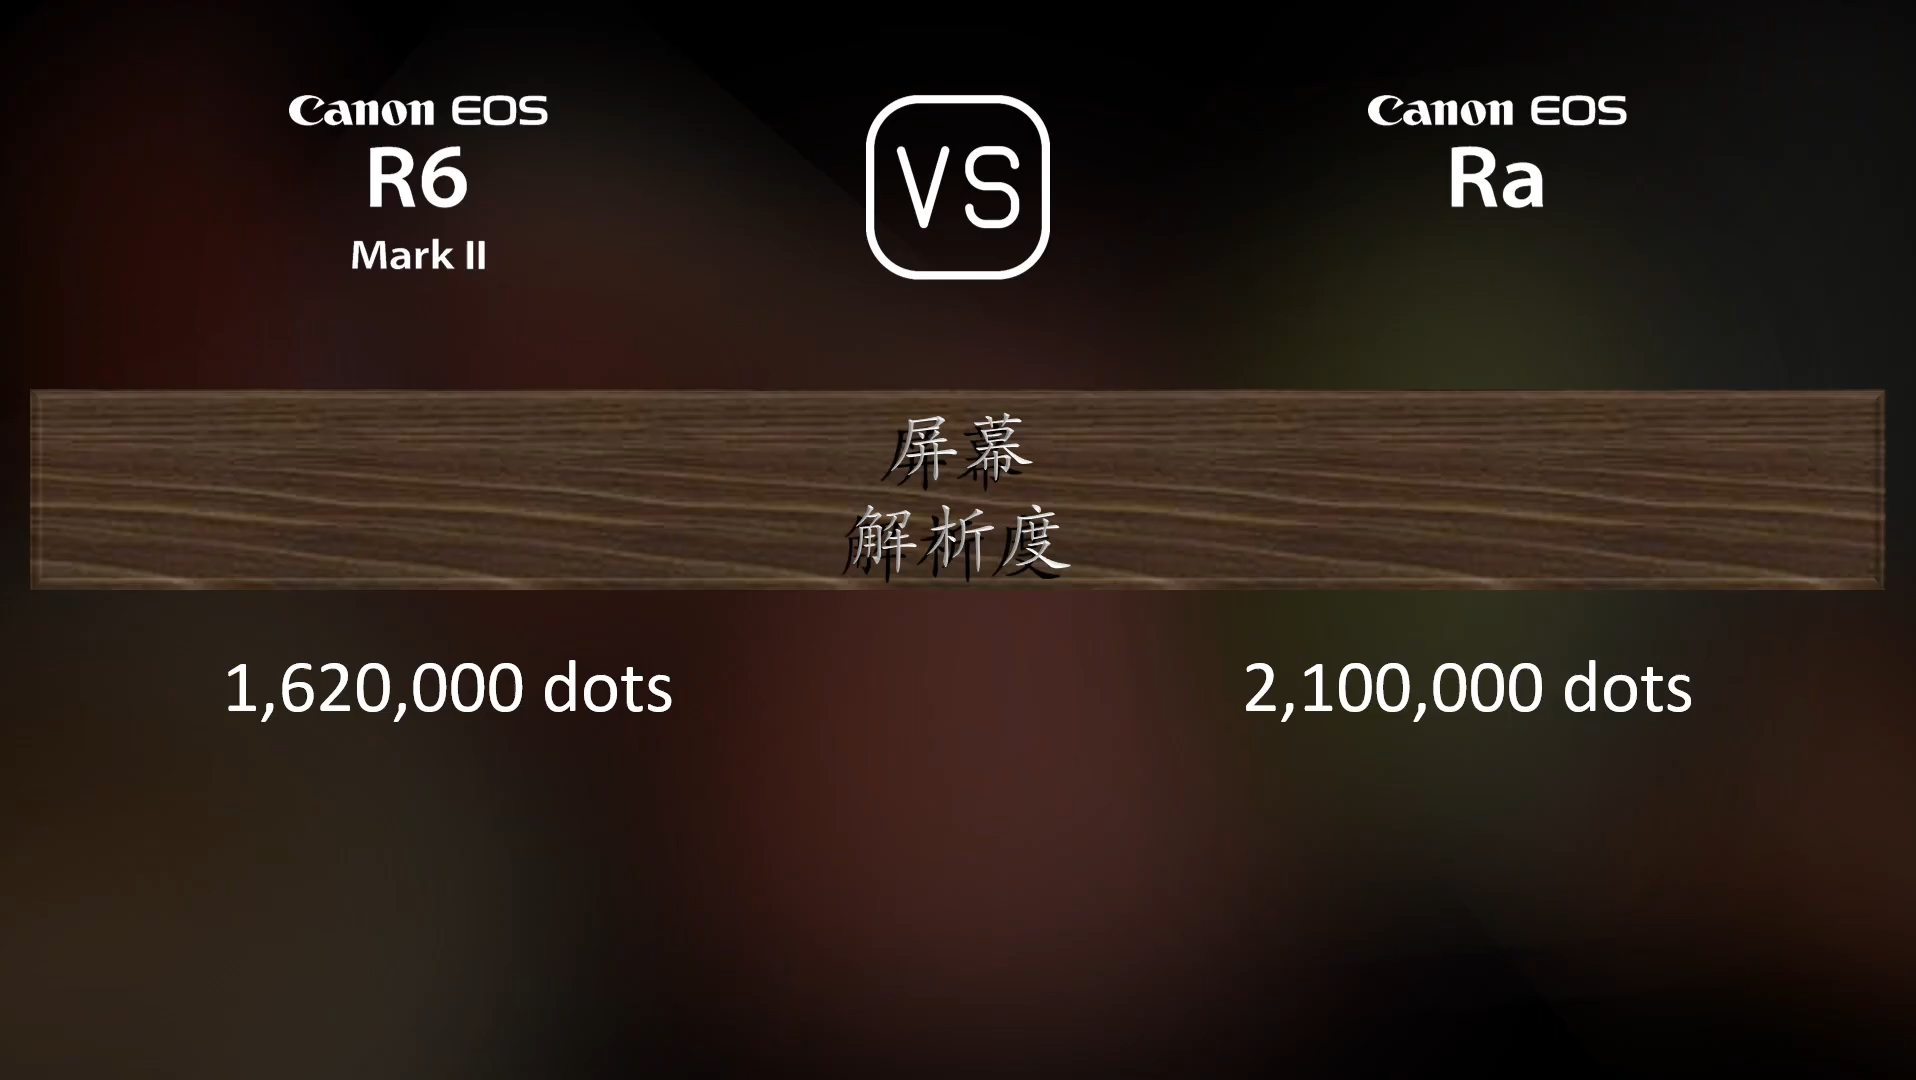 Canon EOS
R6
Mark II
VS
Canon EOS
Ra
屏幕
解析度
1,620,000 dots
2,100,000 dots